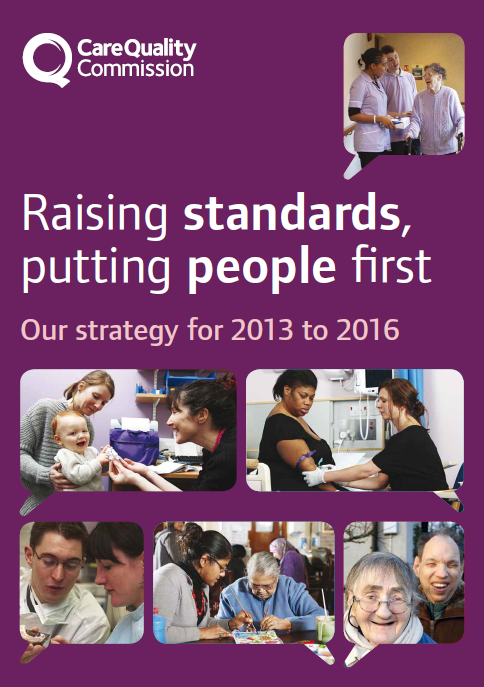 CareQuality
Commission
Raising standards,
putting people first
Our strategy for 2013 to 2016